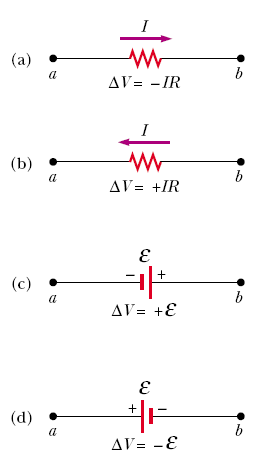 I
(a)
a b
ΔV = −IR
I
(b)
a b
ΔV = +IR
ε
− +
(c)
a b
ΔV = +ε
ε
+ −
(d)
a b
ΔV = −ε